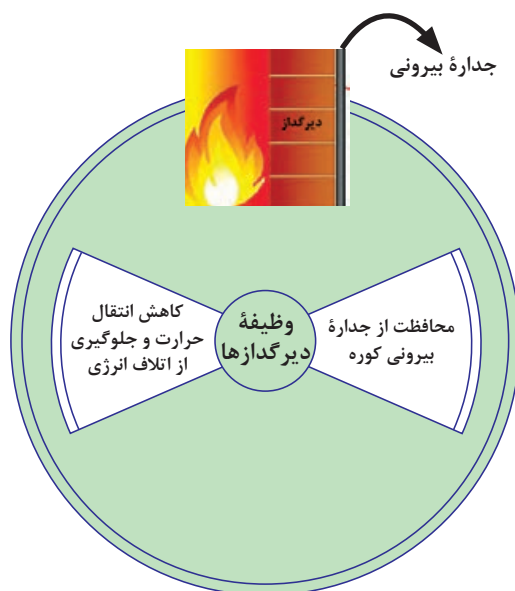 جدارهٔ بیرونی
دیرگداز
محافظت از جدارهٔ
بیرونی کوره
وظیفهٔ
دیرگدازها
کاهش انتقال
حرارت و جلوگیری
از اتلاف انرژی